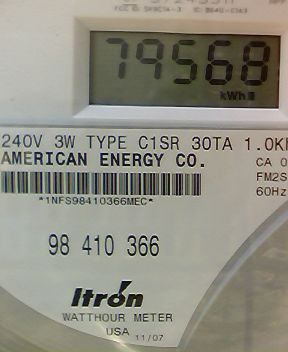 79568
kWh
240V 3W TYPE C1SR 30TA 1.0
AMERICAN ENERGY CO.
CA 0
FM2S
60Hz
*1NFS98410366MEC*
98 410 366
Itron
WATTHOUR METER
USA 11/07